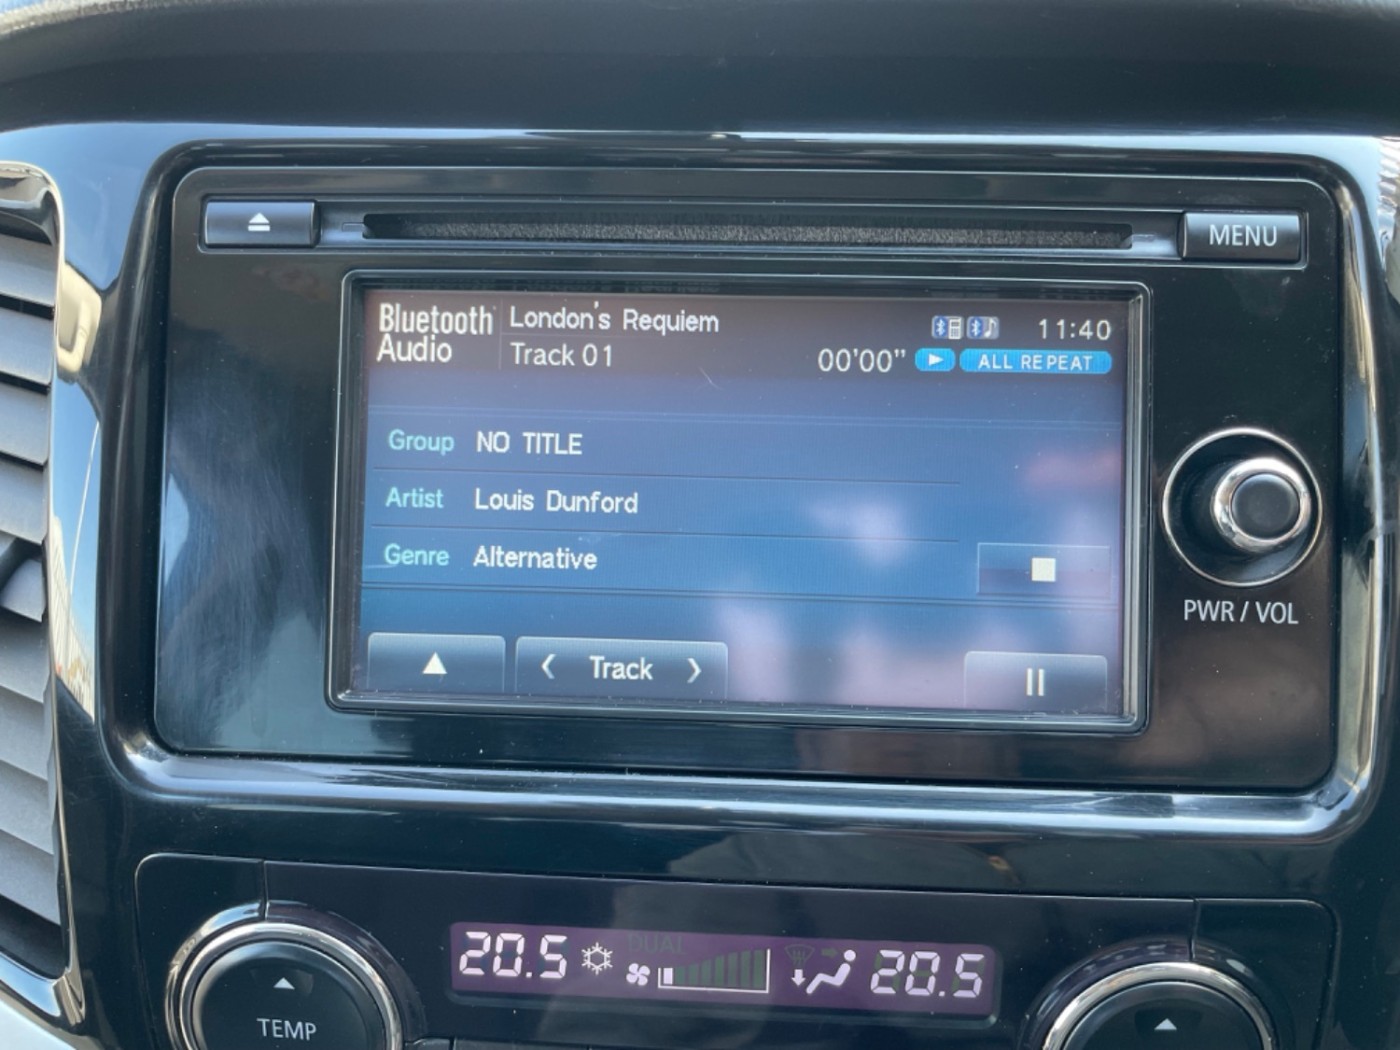 MENU
Bluetooth Audio
London's Requiem
11:40
Track 01
00'00"
ALL REPEAT
Group NO TITLE
Artist Louis Dunford
Genre Alternative
Track
PWR / VOL
20.5
DUAL
20.5
TEMP